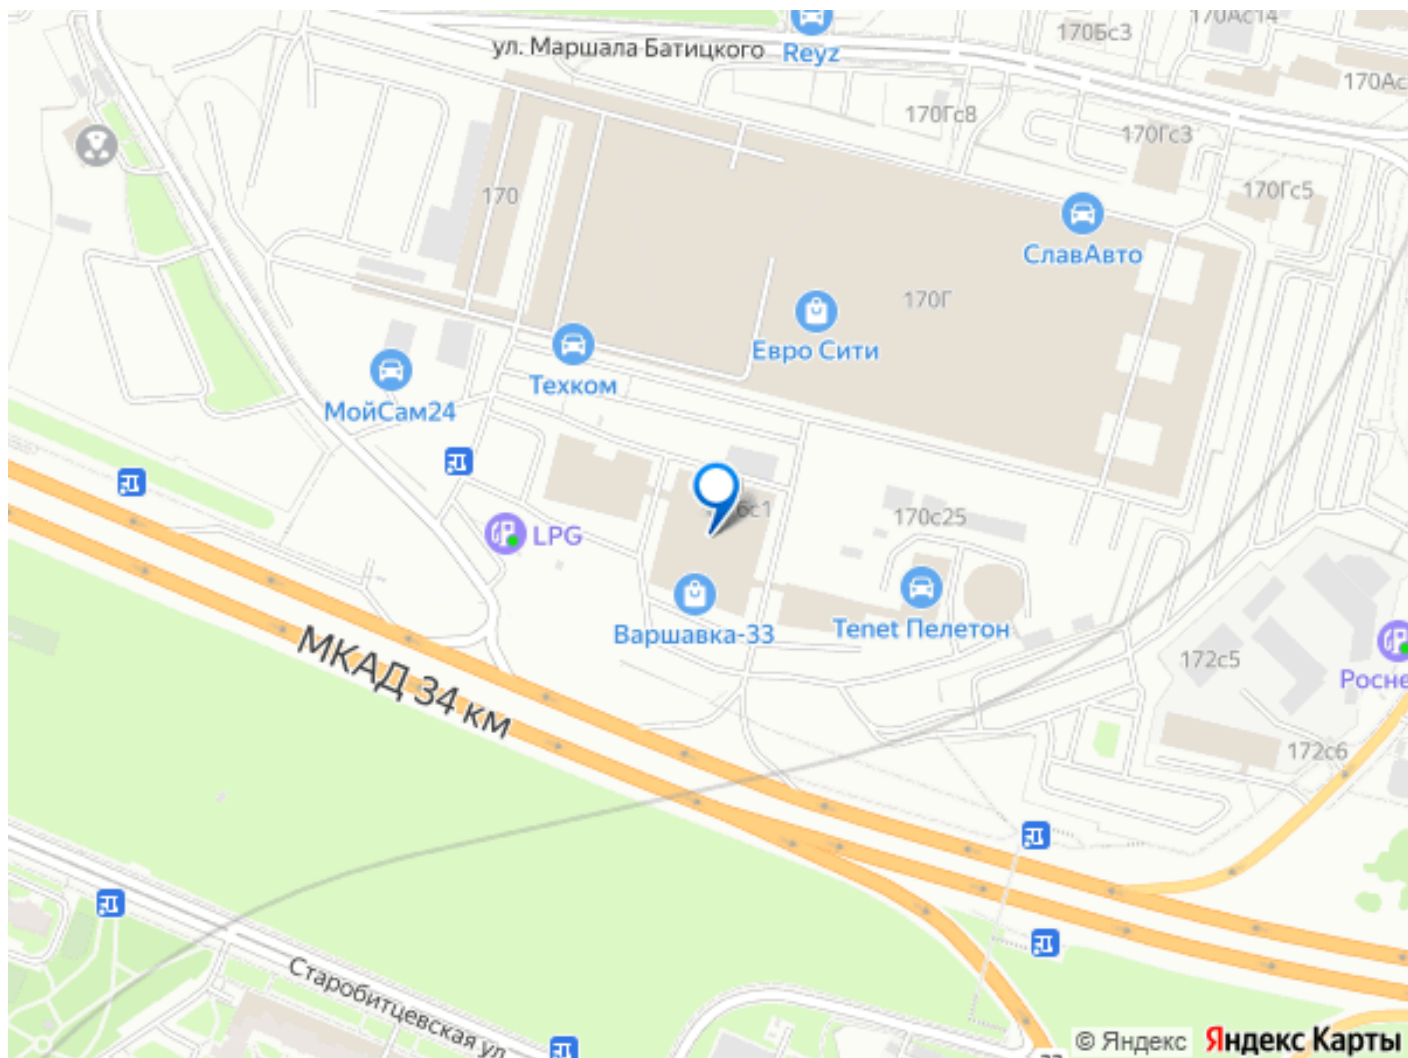 170Ас14
170Бс3
ул. Маршала Батицкого
Reyz
170Ас
170Гс8
170Гс3
170
170Гс5
СлавАвто
170Г
Евро Сити
Техком
МойСам24
6с1
170с25
LPG
Варшавка-33
Tenet Пелетон
172с5
Росне
МКАД 34 км
172с6
Старобитцевская ул.
© Яндекс
Яндекс Карты